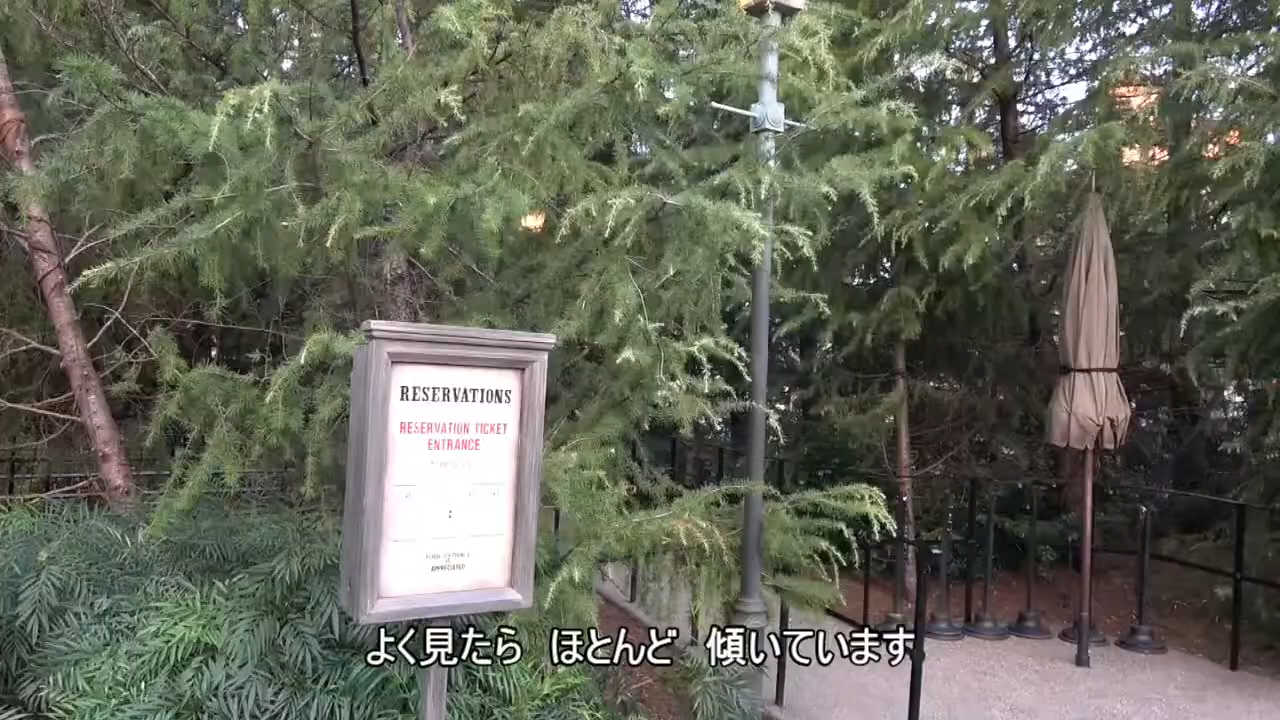 RESERVATIONS
RESERVATION TICKET
ENTRANCE
:
APPRECIATED
よく見たら ほとんど 傾いています